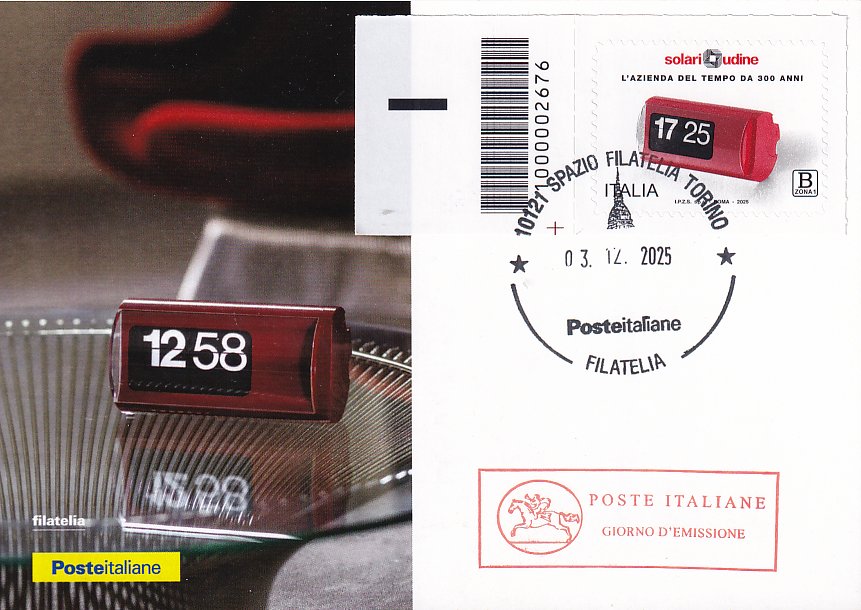 solari udine
L'AZIENDA DEL TEMPO DA 300 ANNI
17 25
ITALIA
B
ZONA 1
ROMA - 2025
1000002676
10121 SPAZIO FILATELIA TORINO
03. 12. 2025
Posteitaliane
FILATELIA
12 58
POSTE ITALIANE
GIORNO D'EMISSIONE
filatelia
Posteitaliane